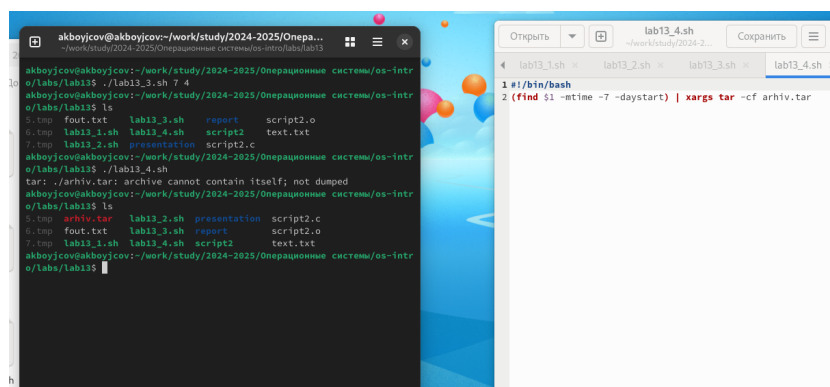 akboyjcov@akboyjcov:~/work/study/2024-2025/Опера...
~/work/study/2024-2025/Операционные системы/os-intro/labs/lab13
akboyjcov@akboyjcov:~/work/study/2024-2025/Операционные системы/os-intr
o/labs/lab13$ ./lab13_3.sh 7 4
akboyjcov@akboyjcov:~/work/study/2024-2025/Операционные системы/os-intr
o/labs/lab13$ ls
5.tmp fout.txt lab13_3.sh report script2.o
6.tmp lab13_1.sh lab13_4.sh script2 text.txt
7.tmp lab13_2.sh presentation script2.c
akboyjcov@akboyjcov:~/work/study/2024-2025/Операционные системы/os-intr
o/labs/lab13$ ./lab13_4.sh
tar: ./arhiv.tar: archive cannot contain itself; not dumped
akboyjcov@akboyjcov:~/work/study/2024-2025/Операционные системы/os-intr
o/labs/lab13$ ls
5.tmp arhiv.tar lab13_2.sh presentation script2.c
6.tmp fout.txt lab13_3.sh report script2.o
7.tmp lab13_1.sh lab13_4.sh script2 text.txt
akboyjcov@akboyjcov:~/work/study/2024-2025/Операционные системы/os-intr
o/labs/lab13$
Открыть lab13_4.sh Сохранить
~/work/study/2024-2...
lab13_1.sh × lab13_2.sh × lab13_3.sh × lab13_4.sh
1 #!/bin/bash
2 (find $1 -mtime -7 -daystart) | xargs tar -cf arhiv.tar